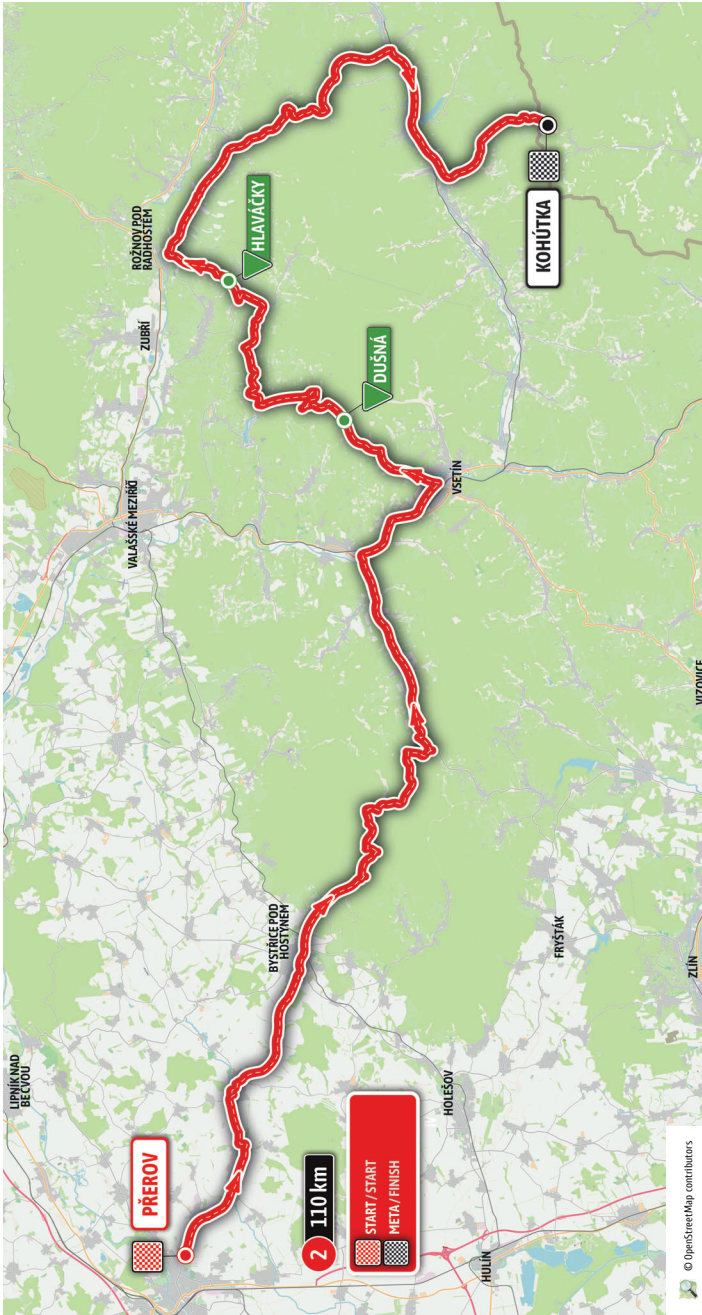 LIPNÍK NAD
BEČVOU
PŘEROV
2 110 km
START / START
META / FINISH
HULÍN
HOLEŠOV
BYSTŘICE POD
HOSTÝNEM
FRYŠTÁK
ZLÍN
VIZOVICE
VALAŠSKÉ MEZIŘÍČÍ
VSETÍN
ZUBŘÍ
ROŽNOV POD
RADHOŠTĚM
DUŠNÁ
HLAVÁČKY
KOHÚTKA
© OpenStreetMap contributors